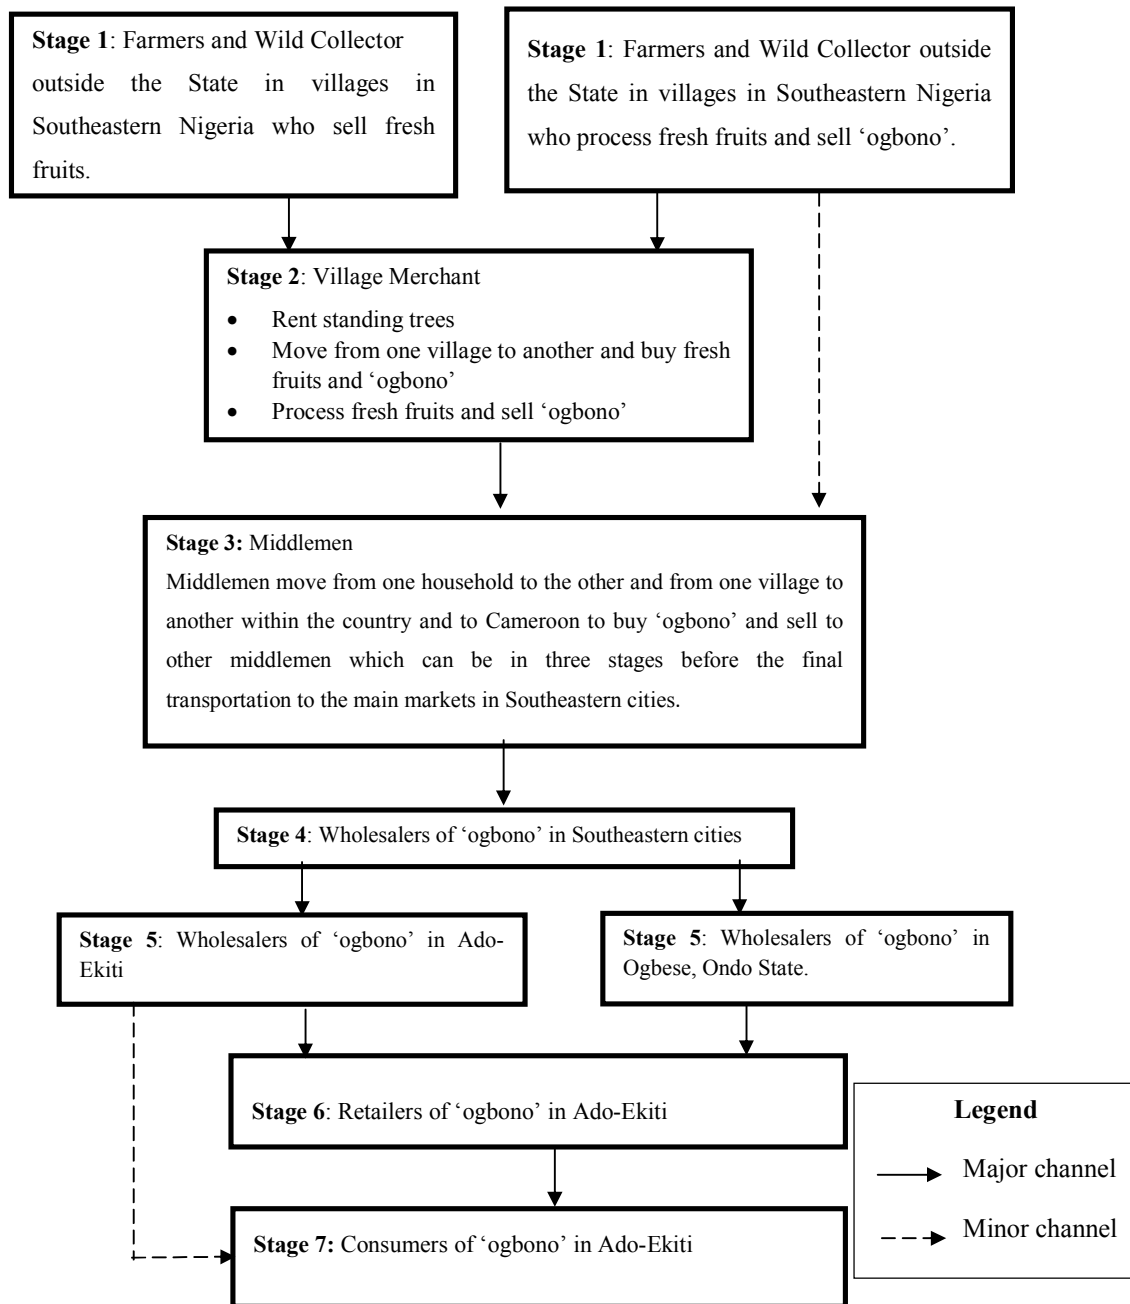 Stage 1: Farmers and Wild Collector
outside the State in villages in
Southeastern Nigeria who sell fresh
fruits.
Stage 1: Farmers and Wild Collector outside
the State in villages in Southeastern Nigeria
who process fresh fruits and sell ‘ogbono’.
Stage 2: Village Merchant
• Rent standing trees
• Move from one village to another and buy fresh
fruits and ‘ogbono’
• Process fresh fruits and sell ‘ogbono’
Stage 3: Middlemen
Middlemen move from one household to the other and from one village to
another within the country and to Cameroon to buy ‘ogbono’ and sell to
other middlemen which can be in three stages before the final
transportation to the main markets in Southeastern cities.
Stage 4: Wholesalers of ‘ogbono’ in Southeastern cities
Stage 5: Wholesalers of ‘ogbono’ in Ado-
Ekiti
Stage 5: Wholesalers of ‘ogbono’ in
Ogbese, Ondo State.
Stage 6: Retailers of ‘ogbono’ in Ado-Ekiti
Stage 7: Consumers of ‘ogbono’ in Ado-Ekiti
Legend
Major channel
Minor channel